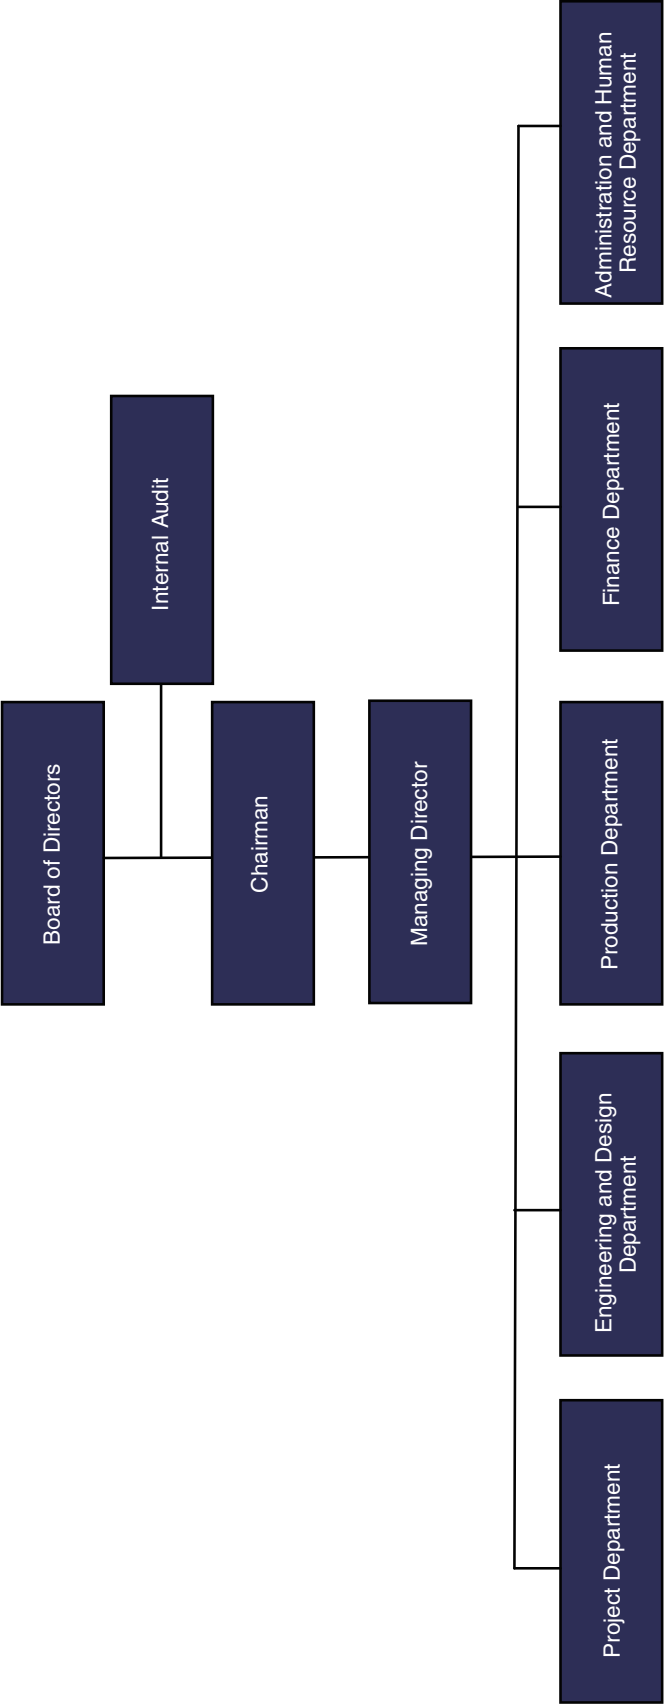 Board of Directors
Internal Audit
Chairman
Managing Director
Project Department
Engineering and Design
Department
Production Department
Finance Department
Administration and Human
Resource Department